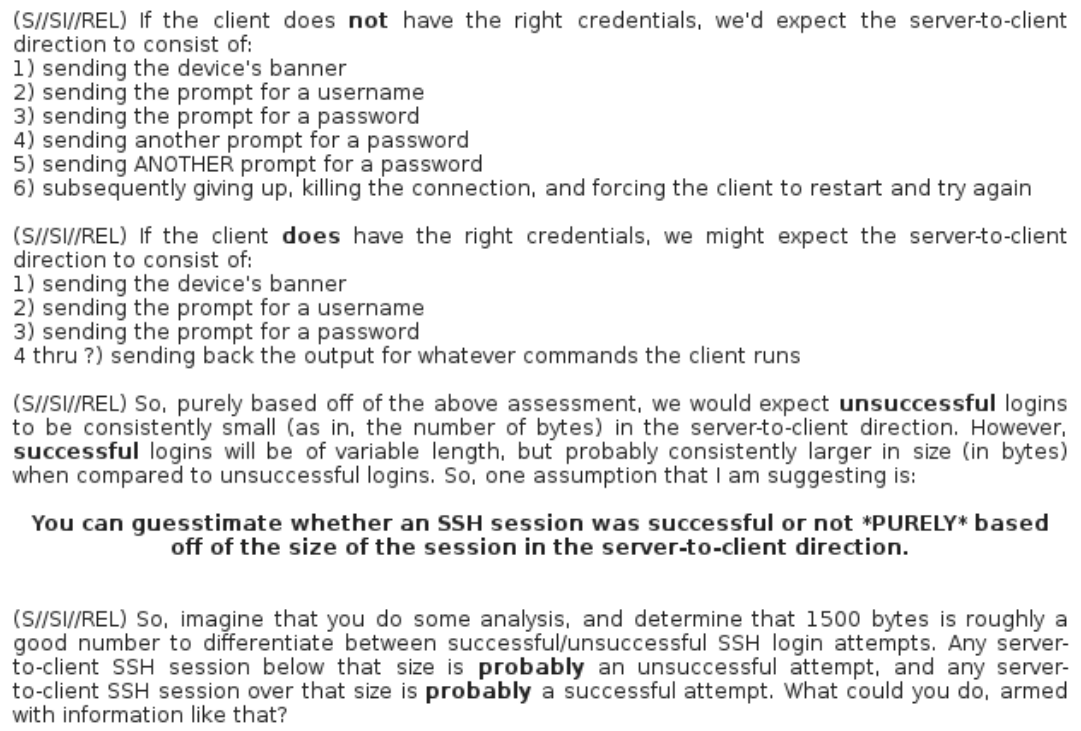 (S//SI//REL) If the client does not have the right credentials, we'd expect the server-to-client
direction to consist of:
1) sending the device's banner
2) sending the prompt for a username
3) sending the prompt for a password
4) sending another prompt for a password
5) sending ANOTHER prompt for a password
6) subsequently giving up, killing the connection, and forcing the client to restart and try again
(S//SI//REL) If the client does have the right credentials, we might expect the server-to-client
direction to consist of:
1) sending the device's banner
2) sending the prompt for a username
3) sending the prompt for a password
4 thru ?) sending back the output for whatever commands the client runs
(S//SI//REL) So, purely based off of the above assessment, we would expect unsuccessful logins
to be consistently small (as in, the number of bytes) in the server-to-client direction. However,
successful logins will be of variable length, but probably consistently larger in size (in bytes)
when compared to unsuccessful logins. So, one assumption that I am suggesting is:
You can guesstimate whether an SSH session was successful or not *PURELY* based
off of the size of the session in the server-to-client direction.
(S//SI//REL) So, imagine that you do some analysis, and determine that 1500 bytes is roughly a
good number to differentiate between successful/unsuccessful SSH login attempts. Any server-
to-client SSH session below that size is probably an unsuccessful attempt, and any server-
to-client SSH session over that size is probably a successful attempt. What could you do, armed
with information like that?